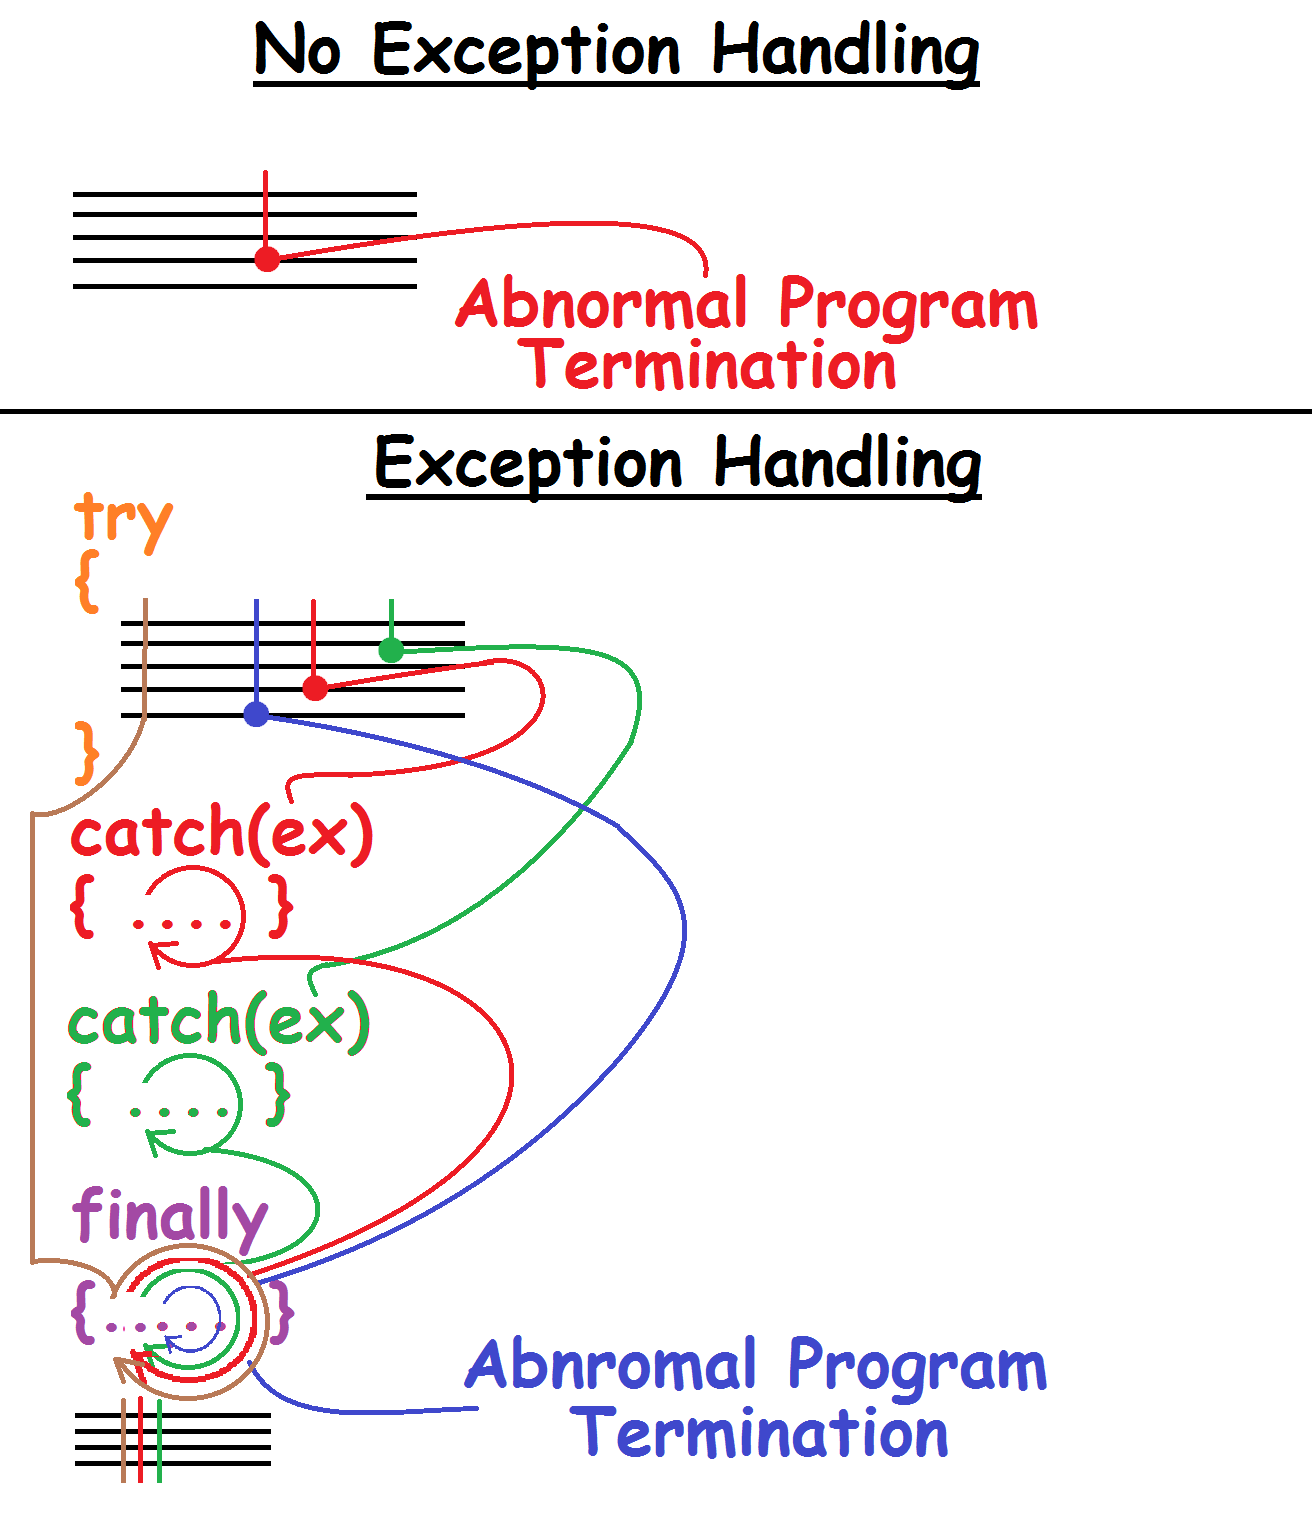 No Exception Handling
Abnormal Program
Termination
Exception Handling
try
{
}
catch(ex)
{ . . . . }
catch(ex)
{ . . . . }
finally
{ . . . . . }
Abnromal Program
Termination